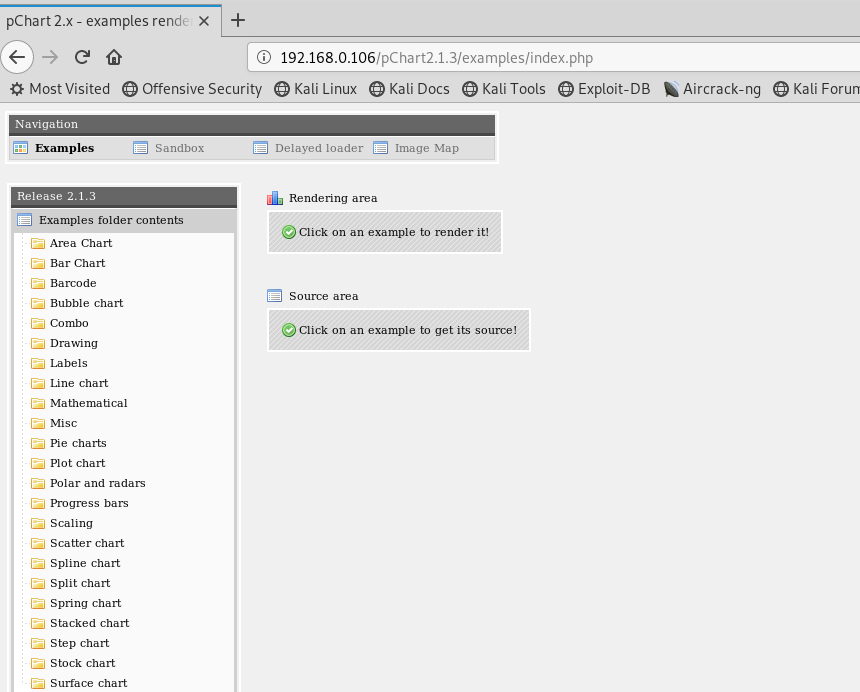 pChart 2.x - examples rende
192.168.0.106/pChart2.1.3/examples/index.php
Most Visited Offensive Security Kali Linux Kali Docs Kali Tools Exploit-DB Aircrack-ng Kali Forum
Navigation
Examples Sandbox Delayed loader Image Map
Release 2.1.3
Examples folder contents
Area Chart
Bar Chart
Barcode
Bubble chart
Combo
Drawing
Labels
Line chart
Mathematical
Misc
Pie charts
Plot chart
Polar and radars
Progress bars
Scaling
Scatter chart
Spline chart
Split chart
Spring chart
Stacked chart
Step chart
Stock chart
Surface chart
Rendering area
Click on an example to render it!
Source area
Click on an example to get its source!